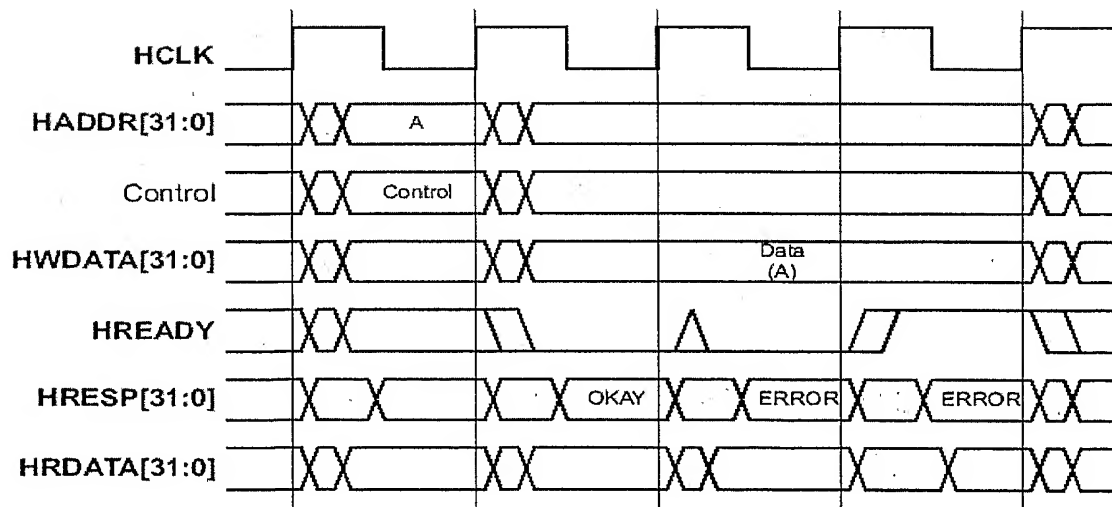 HCLK
HADDR[31:0]
A
Control
Control
HWDATA[31:0]
Data
(A)
HREADY
HRESP[31:0]
OKAY
ERROR
ERROR
HRDATA[31:0]